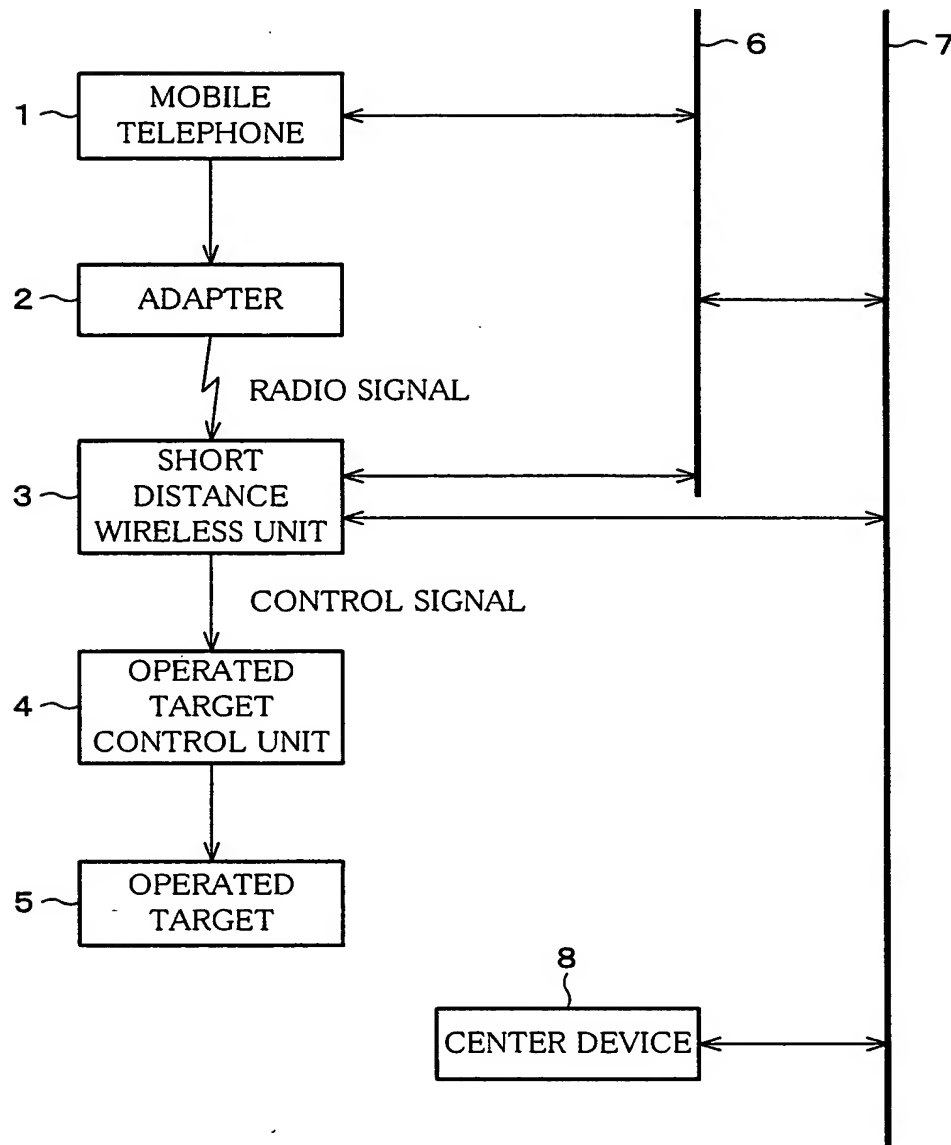 6
7
1
MOBILE
TELEPHONE
2
ADAPTER
RADIO SIGNAL
3
SHORT
DISTANCE
WIRELESS UNIT
CONTROL SIGNAL
4
OPERATED
TARGET
CONTROL UNIT
5
OPERATED
TARGET
8
CENTER DEVICE